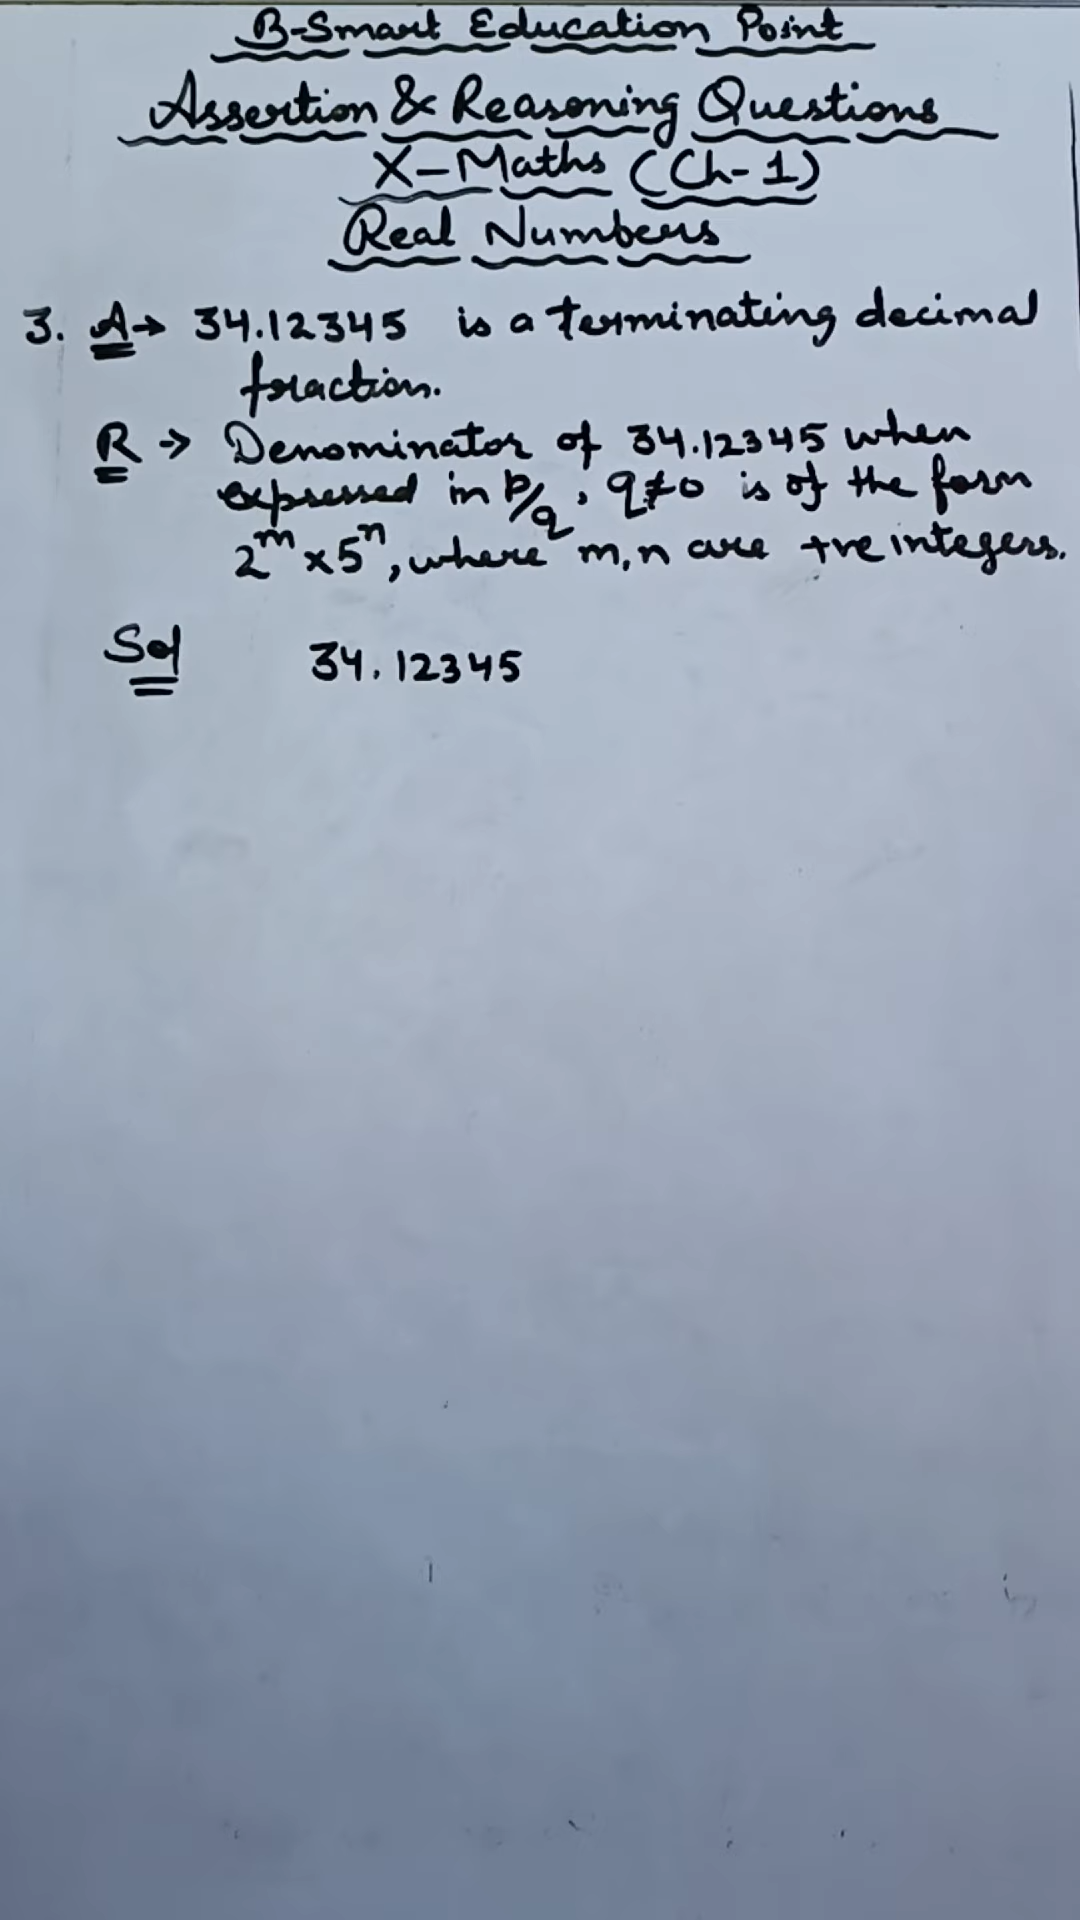 B-Smart Education Point
Assertion & Reasoning Questions
X-Maths (Ch-1)
Real Numbers
3. A→ 34.12345 is a terminating decimal
fraction.
R → Denominator of 34.12345 when
expressed in p/q, q≠0 is of the form
2^m × 5^n, where m,n are +ve integers.
Sol 34.12345